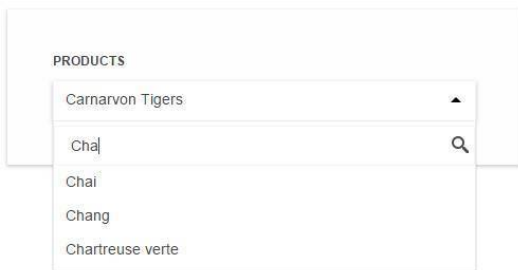 PRODUCTS
Carnarvon Tigers
Cha
Chai
Chang
Chartreuse verte